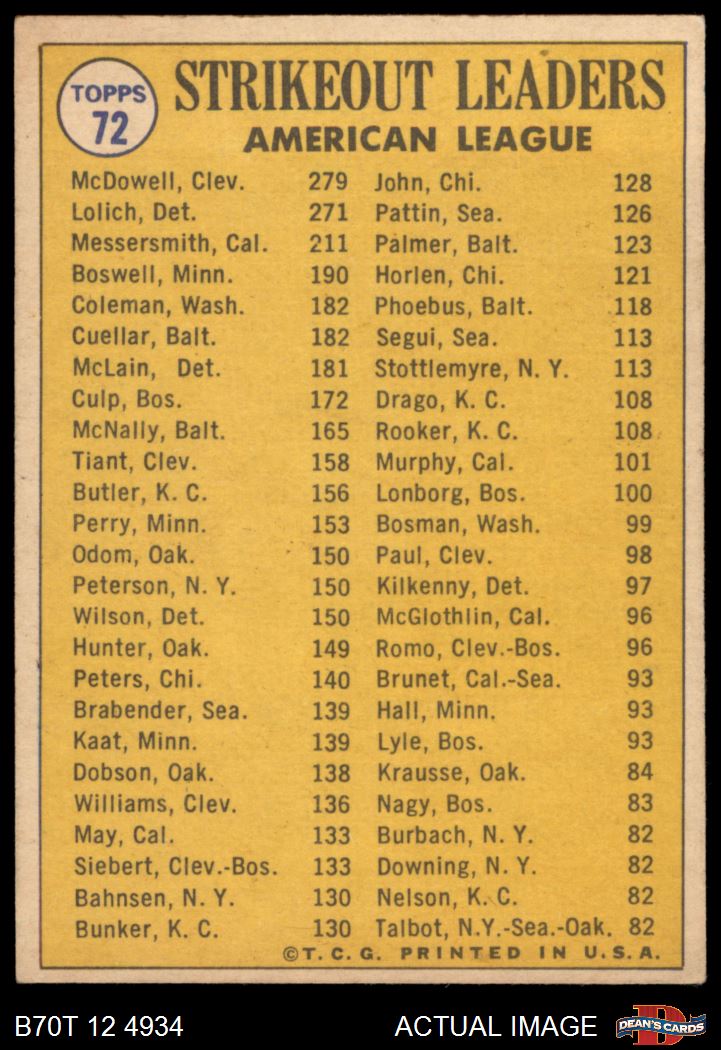 TOPPS
72
STRIKEOUT LEADERS
AMERICAN LEAGUE
McDowell, Clev. 279 John, Chi. 128
Lolich, Det. 271 Pattin, Sea. 126
Messersmith, Cal. 211 Palmer, Balt. 123
Boswell, Minn. 190 Horlen, Chi. 121
Coleman, Wash. 182 Phoebus, Balt. 118
Cuellar, Balt. 182 Segui, Sea. 113
McLain, Det. 181 Stottlemyre, N. Y. 113
Culp, Bos. 172 Drago, K. C. 108
McNally, Balt. 165 Rooker, K. C. 108
Tiant, Clev. 158 Murphy, Cal. 101
Butler, K. C. 156 Lonborg, Bos. 100
Perry, Minn. 153 Bosman, Wash. 99
Odom, Oak. 150 Paul, Clev. 98
Peterson, N. Y. 150 Kilkenny, Det. 97
Wilson, Det. 150 McGlothlin, Cal. 96
Hunter, Oak. 149 Romo, Clev.-Bos. 96
Peters, Chi. 140 Brunet, Cal.-Sea. 93
Brabender, Sea. 139 Hall, Minn. 93
Kaat, Minn. 139 Lyle, Bos. 93
Dobson, Oak. 138 Krausse, Oak. 84
Williams, Clev. 136 Nagy, Bos. 83
May, Cal. 133 Burbach, N. Y. 82
Siebert, Clev.-Bos. 133 Downing, N. Y. 82
Bahnsen, N. Y. 130 Nelson, K. C. 82
Bunker, K. C. 130 Talbot, N.Y.-Sea.-Oak. 82
©T. C. G. PRINTED IN U. S. A.
B70T 12 4934 ACTUAL IMAGE
D
DEAN'S CARDS